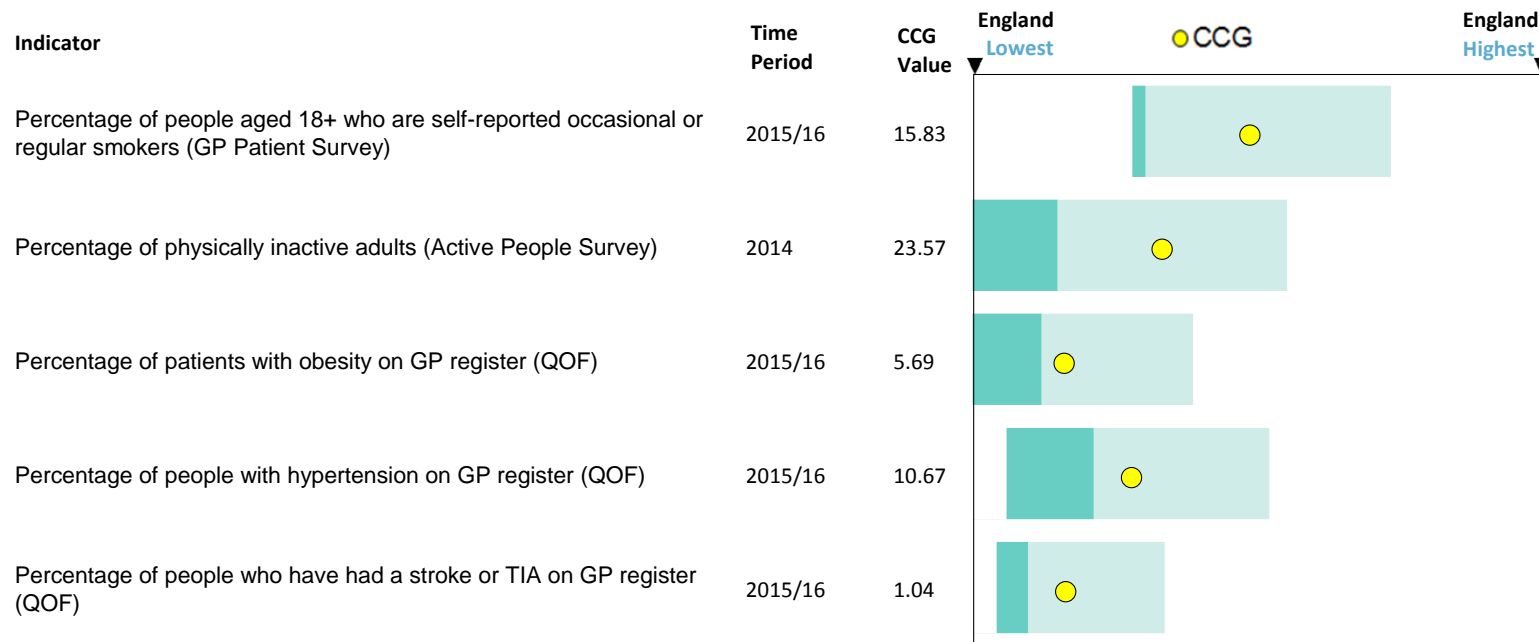 Indicator
Time
Period
CCG
Value
England
Lowest
CCG
England
Highest
Percentage of people aged 18+ who are self-reported occasional or
regular smokers (GP Patient Survey)
2015/16
15.83
Percentage of physically inactive adults (Active People Survey)
2014
23.57
Percentage of patients with obesity on GP register (QOF)
2015/16
5.69
Percentage of people with hypertension on GP register (QOF)
2015/16
10.67
Percentage of people who have had a stroke or TIA on GP register
(QOF)
2015/16
1.04